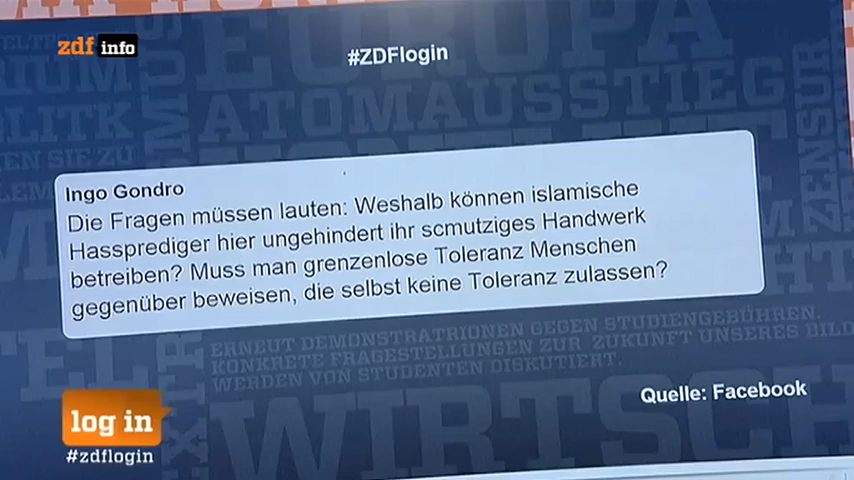 zdf info
#ZDFlogin
EUROPA
ATOMAUSSTIEG
ZENSUR
Ingo Gondro
Die Fragen müssen lauten: Weshalb können islamische
Hassprediger hier ungehindert ihr scmutziges Handwerk
betreiben? Muss man grenzenlose Toleranz Menschen
gegenüber beweisen, die selbst keine Toleranz zulassen?
ERNEUT DEMONSTRATRIONEN GEGEN STUDIENGEBÜHREN.
KONKRETE FRAGESTELLUNGEN ZUR ZUKUNFT UNSERES BILD
WERDEN VON STUDENTEN DISKUTIERT.
Quelle: Facebook
WIRTSCH
log in
#zdflogin